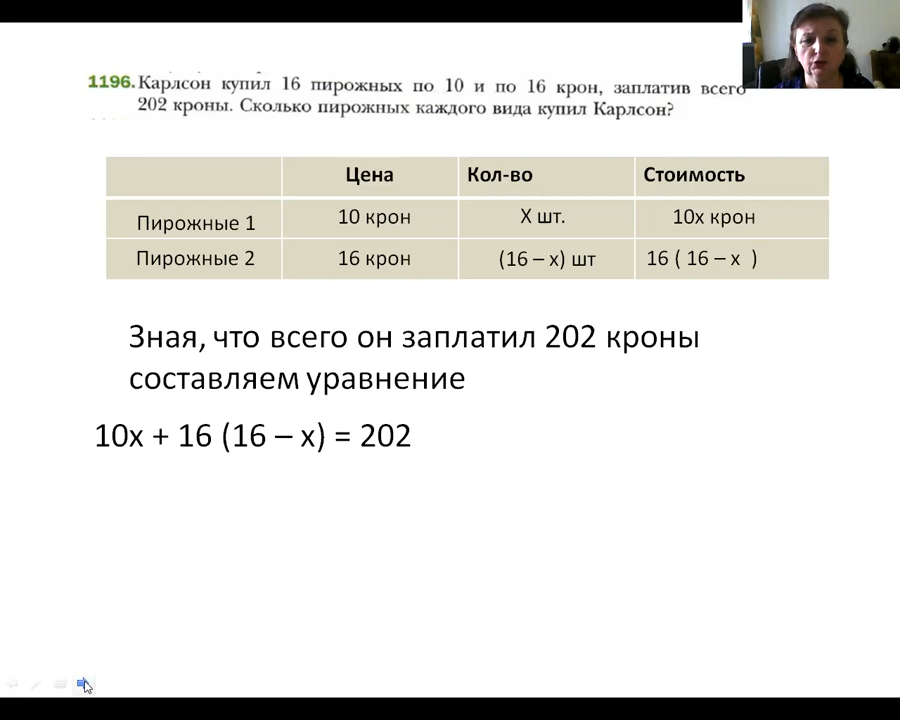 1196. Карлсон купил 16 пирожных по 10 и по 16 крон, заплатив всего
202 кроны. Сколько пирожных каждого вида купил Карлсон?
Цена Кол-во Стоимость
Пирожные 1 10 крон X шт. 10х крон
Пирожные 2 16 крон (16 – х) шт 16 ( 16 – х )
Зная, что всего он заплатил 202 кроны
составляем уравнение
10х + 16 (16 – х) = 202